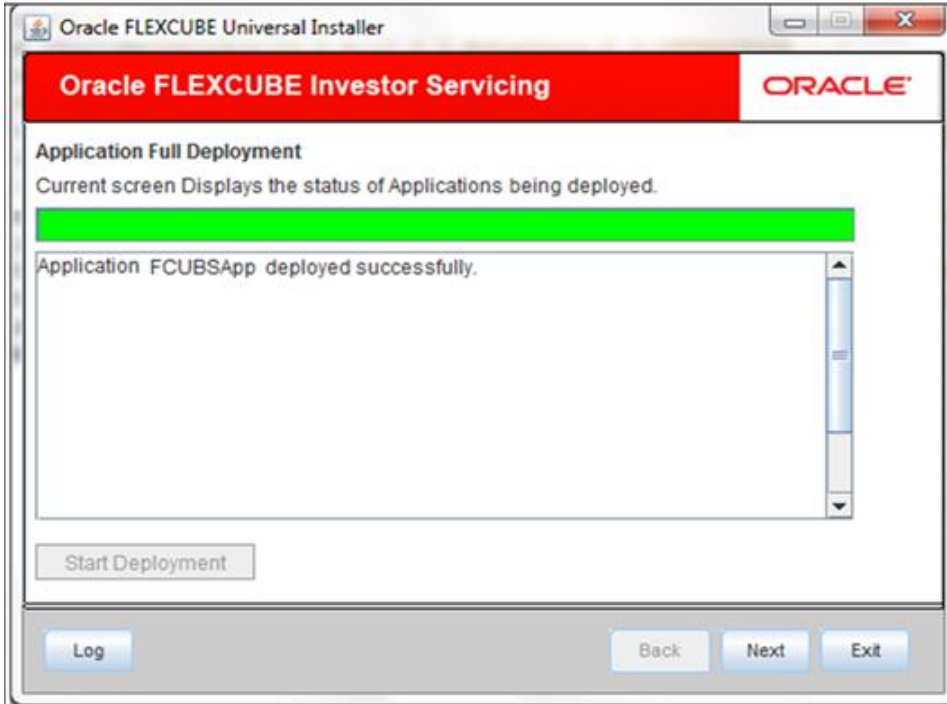 Oracle FLEXCUBE Universal Installer
Oracle FLEXCUBE Investor Servicing
ORACLE
Application Full Deployment
Current screen Displays the status of Applications being deployed.
Application FCUBSApp deployed successfully.
Start Deployment
Log
Back
Next
Exit